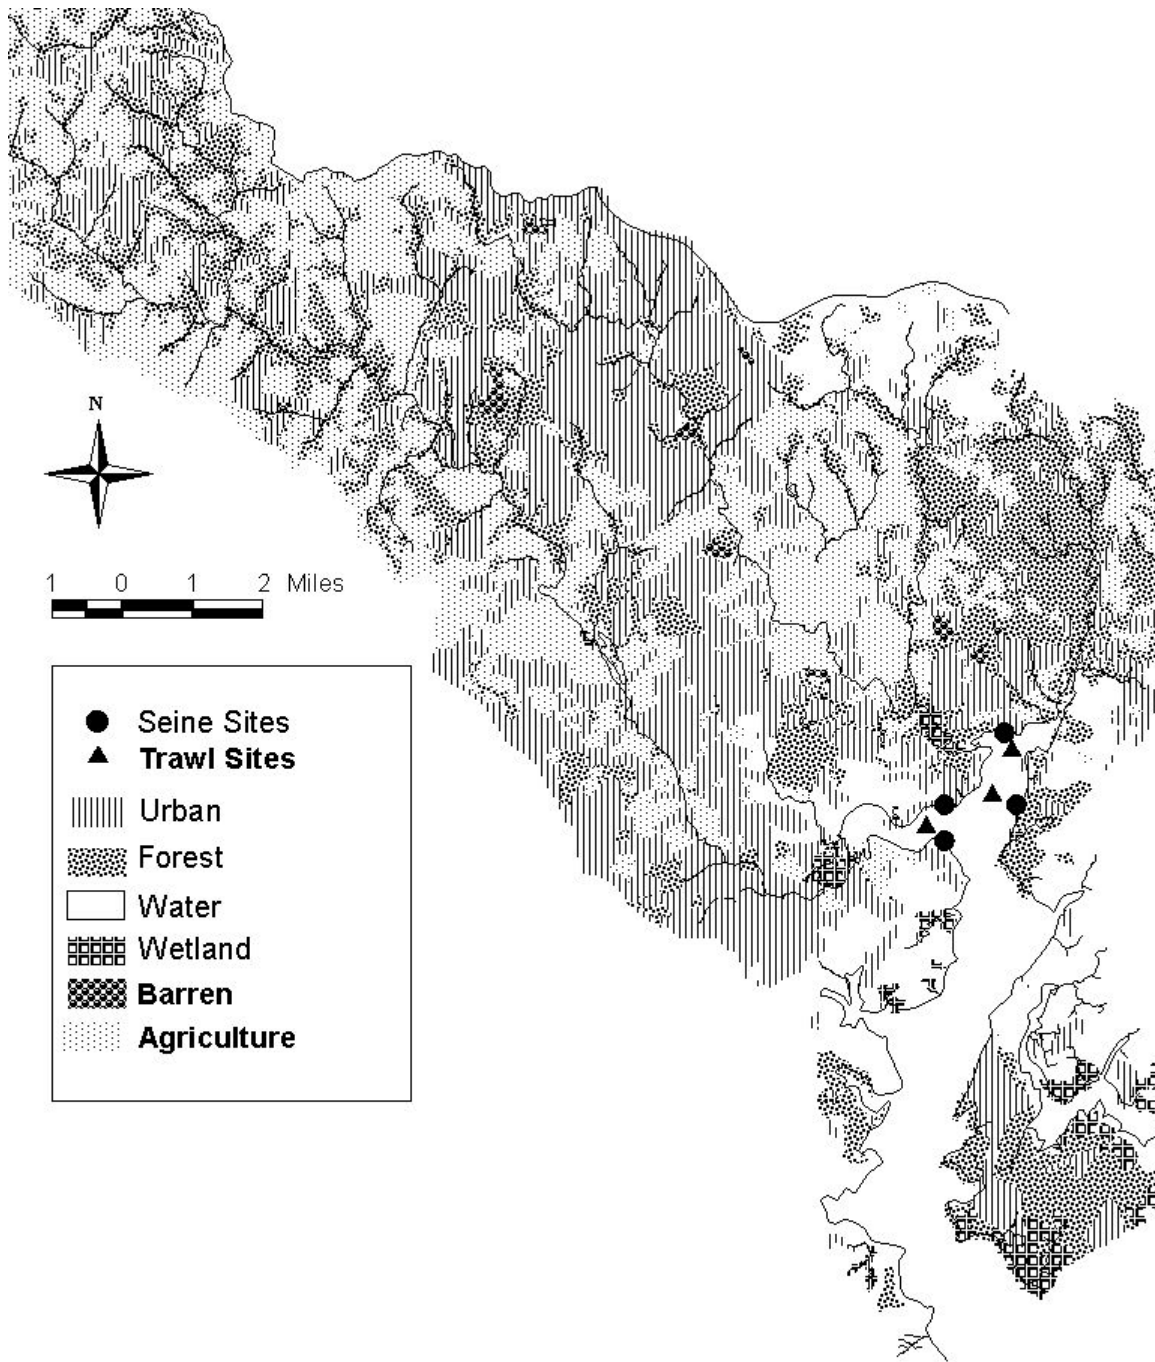 N
1 0 1 2 Miles
Seine Sites
Trawl Sites
Urban
Forest
Water
Wetland
Barren
Agriculture